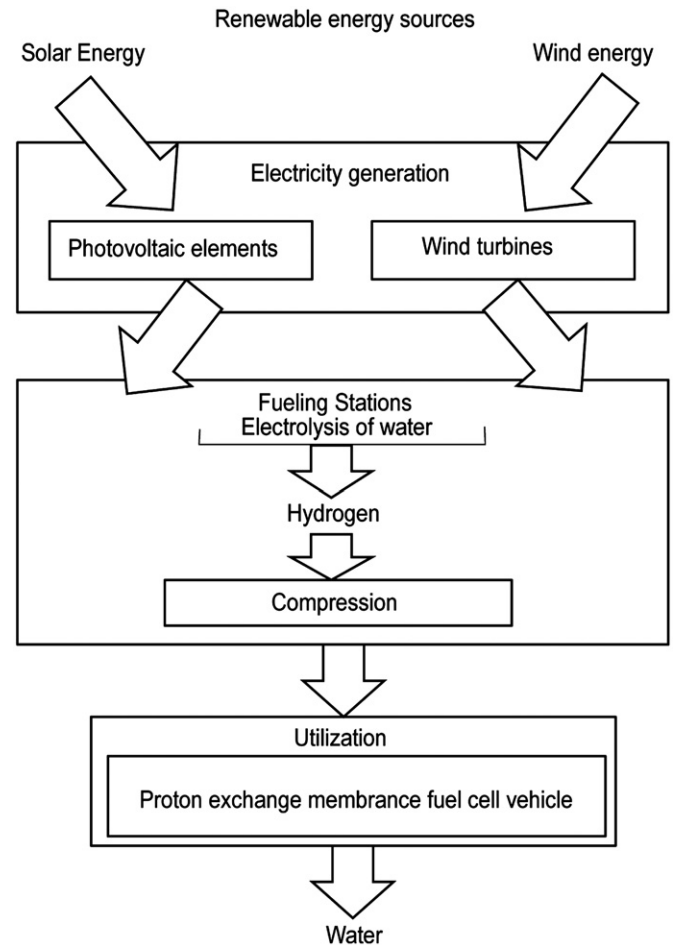 Renewable energy sources
Solar Energy
Wind energy
Electricity generation
Photovoltaic elements
Wind turbines
Fueling Stations
Electrolysis of water
Hydrogen
Compression
Utilization
Proton exchange membrance fuel cell vehicle
Water